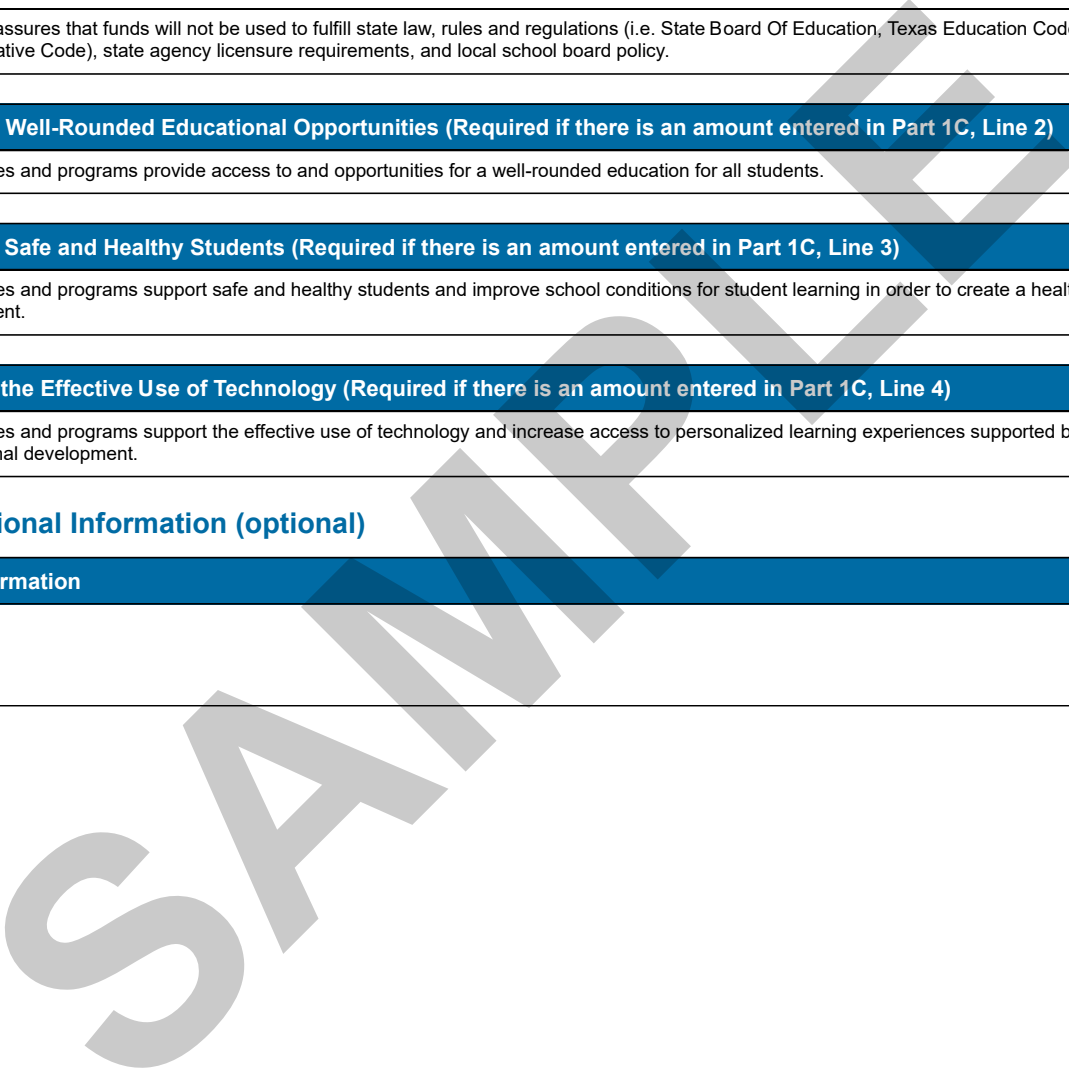 assures that funds will not be used to fulfill state law, rules and regulations (i.e. State Board Of Education, Texas Education Cod
ative Code), state agency licensure requirements, and local school board policy.
Well-Rounded Educational Opportunities (Required if there is an amount entered in Part 1C, Line 2)
es and programs provide access to and opportunities for a well-rounded education for all students.
Safe and Healthy Students (Required if there is an amount entered in Part 1C, Line 3)
es and programs support safe and healthy students and improve school conditions for student learning in order to create a healt
ent.
the Effective Use of Technology (Required if there is an amount entered in Part 1C, Line 4)
es and programs support the effective use of technology and increase access to personalized learning experiences supported b
nal development.
ional Information (optional)
rmation
SAMPLE